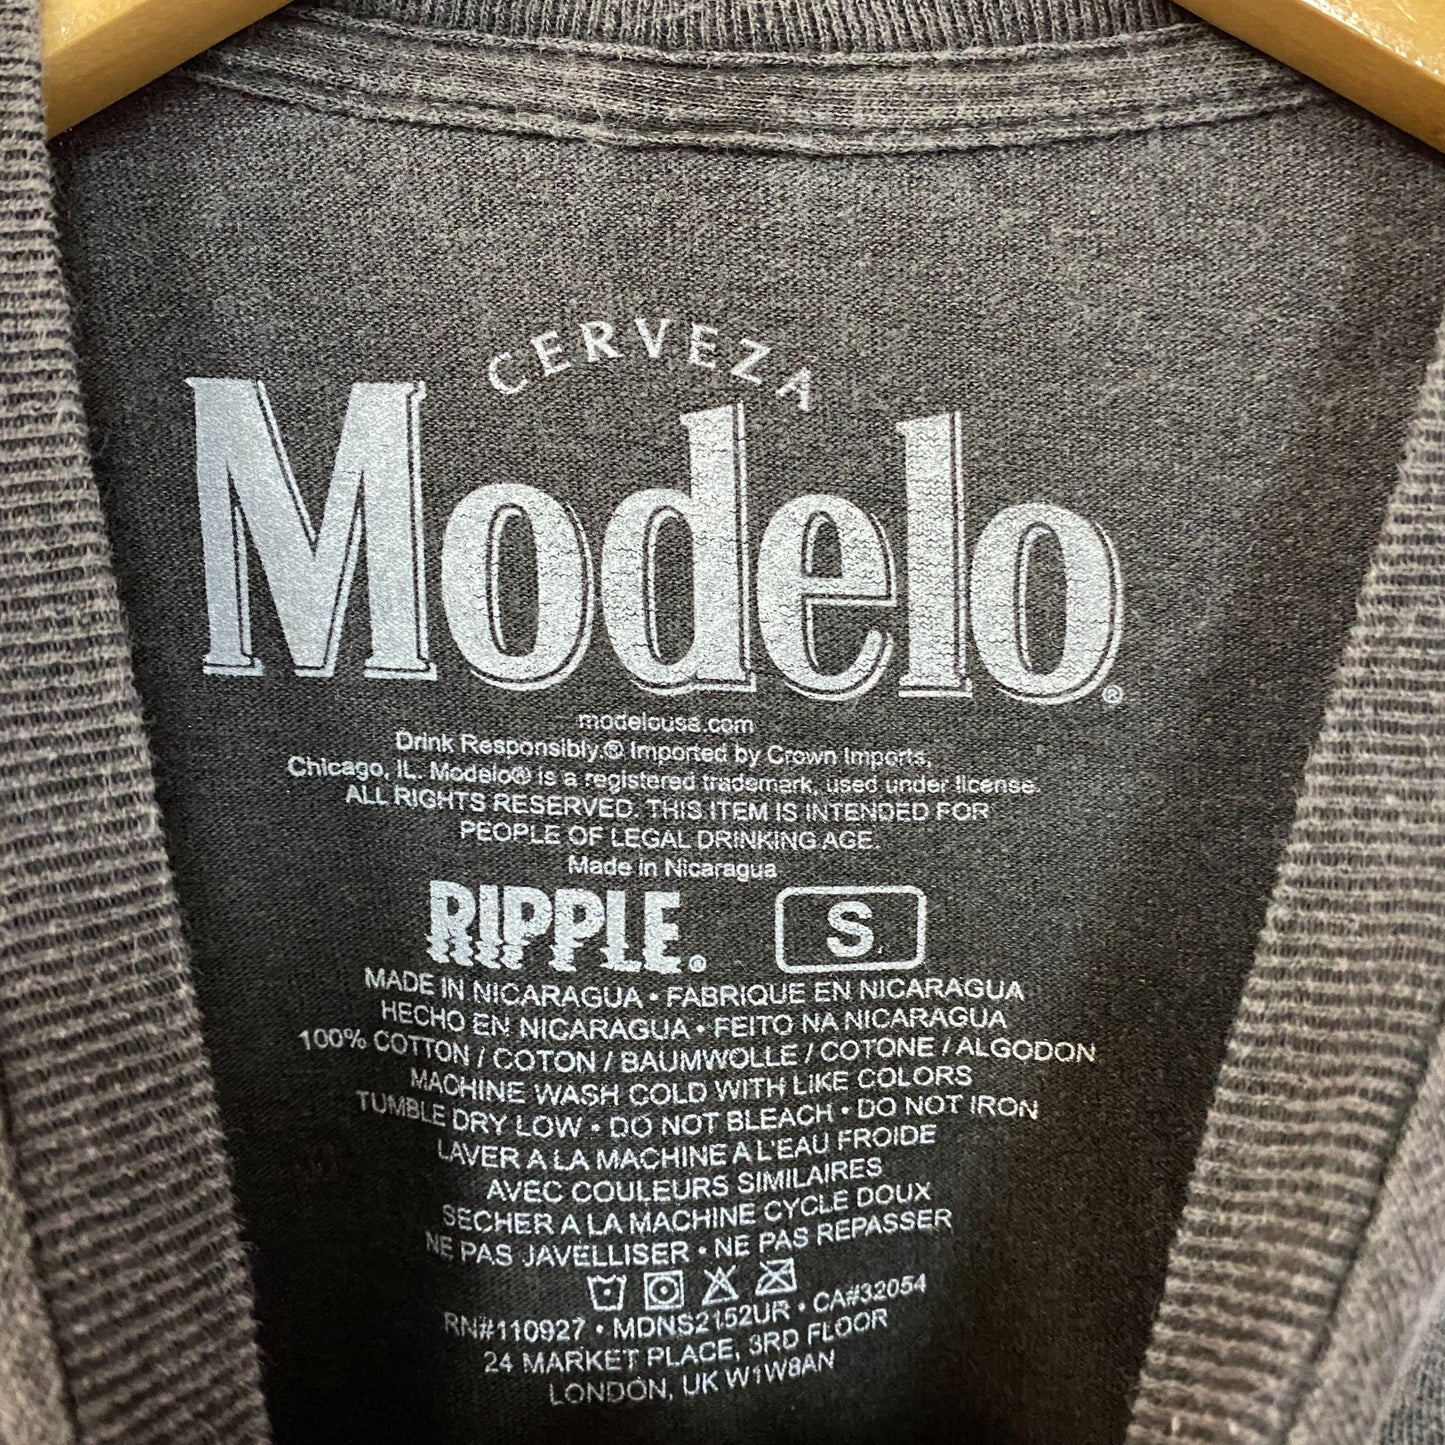 CERVEZA
Modelo®
modelousa.com
Drink Responsibly.® Imported by Crown Imports,
Chicago, IL. Modelo® is a registered trademark, used under license.
ALL RIGHTS RESERVED. THIS ITEM IS INTENDED FOR
PEOPLE OF LEGAL DRINKING AGE.
Made in Nicaragua
RIPPLE® S
MADE IN NICARAGUA • FABRIQUE EN NICARAGUA
HECHO EN NICARAGUA • FEITO NA NICARAGUA
100% COTTON / COTON / BAUMWOLLE / COTONE / ALGODON
MACHINE WASH COLD WITH LIKE COLORS
TUMBLE DRY LOW • DO NOT BLEACH • DO NOT IRON
LAVER A LA MACHINE A L'EAU FROIDE
AVEC COULEURS SIMILAIRES
SECHER A LA MACHINE CYCLE DOUX
NE PAS JAVELLISER • NE PAS REPASSER
RN#110927 • MDNS2152UR • CA#32054
24 MARKET PLACE, 3RD FLOOR
LONDON, UK W1W8AN